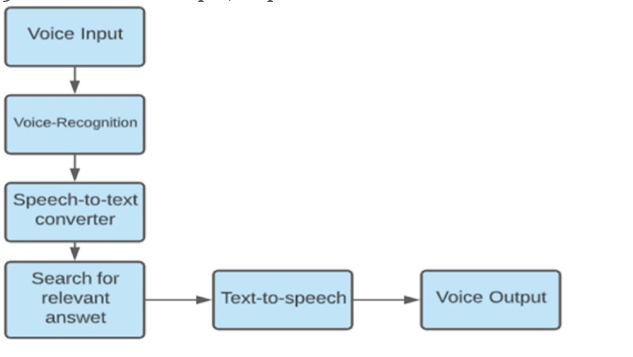 Voice Input
Voice-Recognition
Speech-to-text
converter
Search for
relevant
answet
Text-to-speech
Voice Output